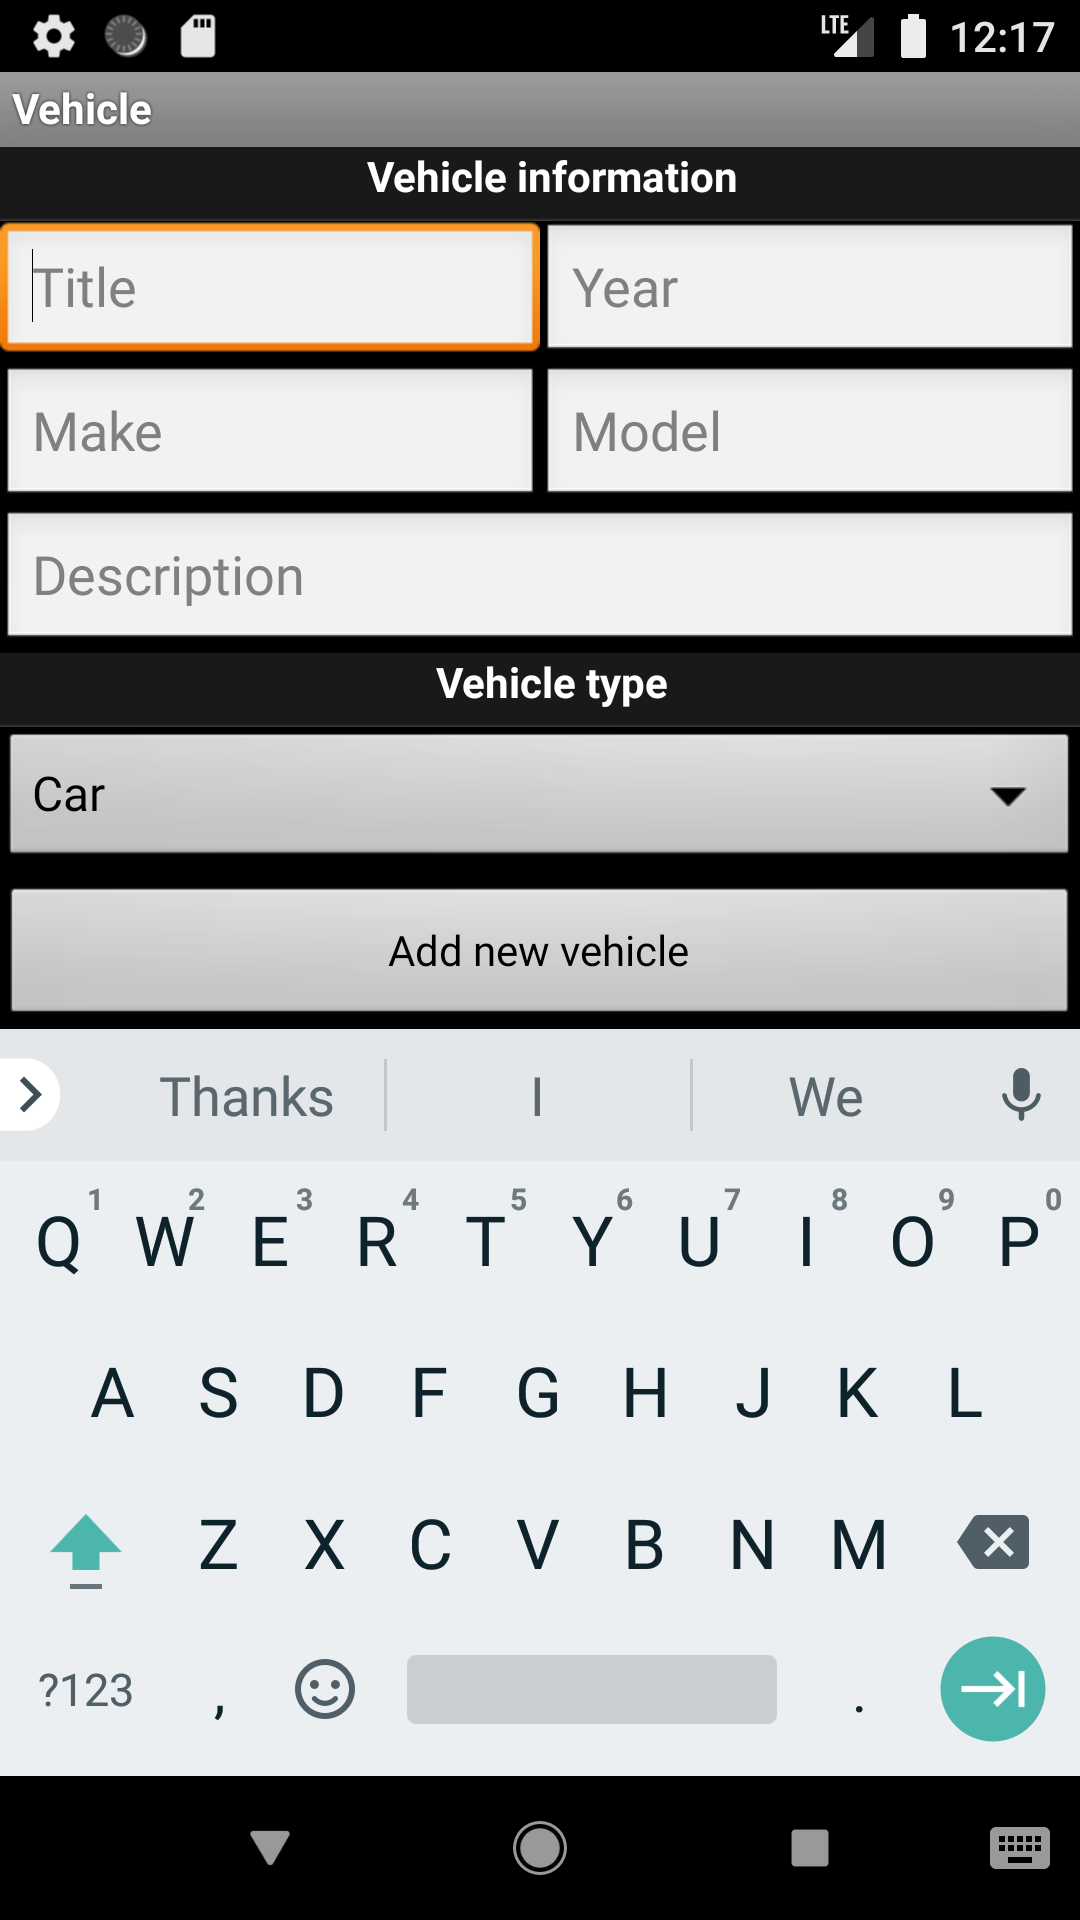 LTE 12:17
Vehicle
Vehicle information
Title Year
Make Model
Description
Vehicle type
Car
Add new vehicle
Thanks I We
1 2 3 4 5 6 7 8 9 0
Q W E R T Y U I O P
A S D F G H J K L
Z X C V B N M
?123 , .